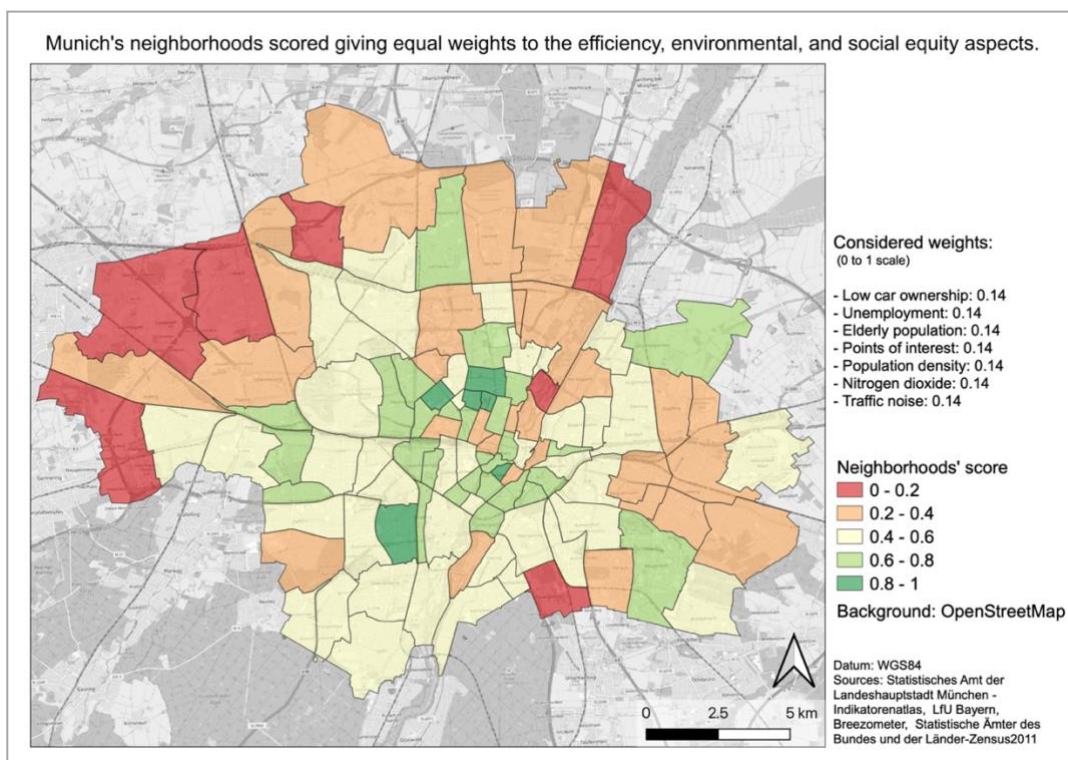 Munich's neighborhoods scored giving equal weights to the efficiency, environmental, and social equity aspects.
Considered weights:
(0 to 1 scale)
- Low car ownership: 0.14
- Unemployment: 0.14
- Elderly population: 0.14
- Points of interest: 0.14
- Population density: 0.14
- Nitrogen dioxide: 0.14
- Traffic noise: 0.14
Neighborhoods' score
0 - 0.2
0.2 - 0.4
0.4 - 0.6
0.6 - 0.8
0.8 - 1
Background: OpenStreetMap
Datum: WGS84
Sources: Statistisches Amt der
Landeshauptstadt München -
Indikatorenatlas, LfU Bayern,
Breezometer, Statistische Ämter des
Bundes und der Länder-Zensus2011
0 2.5 5 km